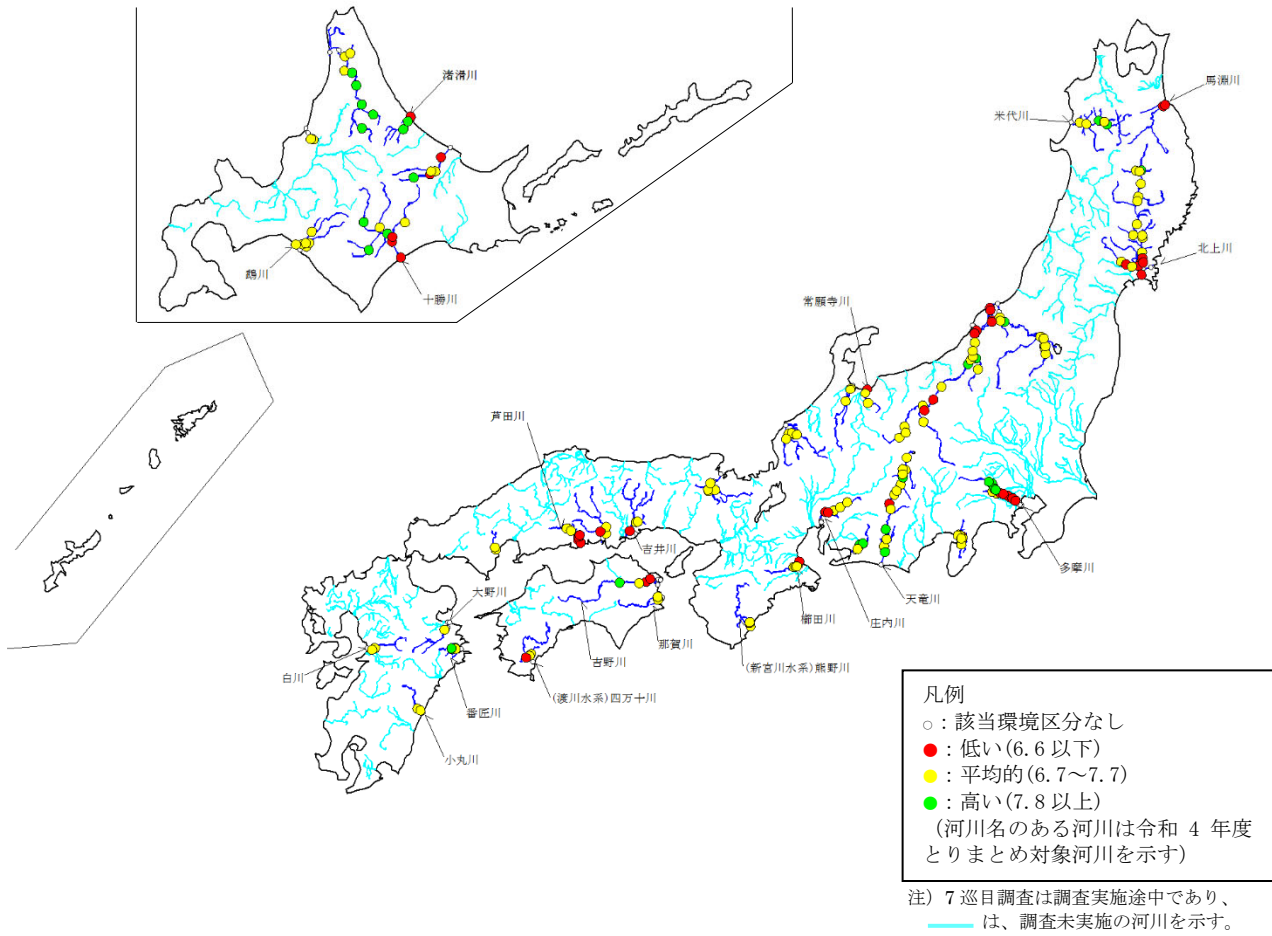 渚滑川
馬淵川
米代川
北上川
鵡川
十勝川
常願寺川
芦田川
吉井川
多摩川
天竜川
庄内川
櫛田川
大野川
那賀川
吉野川
(新宮川水系)熊野川
白川
番匠川
(渡川水系)四万十川
小丸川
凡例
○：該当環境区分なし
●：低い(6.6以下)
●：平均的(6.7～7.7)
●：高い(7.8以上)
(河川名のある河川は令和 4 年度
とりまとめ対象河川を示す)
注) 7 巡目調査は調査実施途中であり、
は、調査未実施の河川を示す。